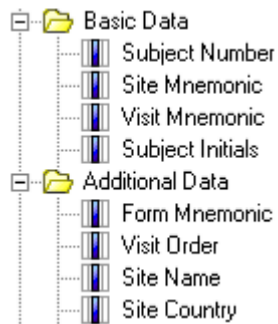 Basic Data
Subject Number
Site Mnemonic
Visit Mnemonic
Subject Initials
Additional Data
Form Mnemonic
Visit Order
Site Name
Site Country